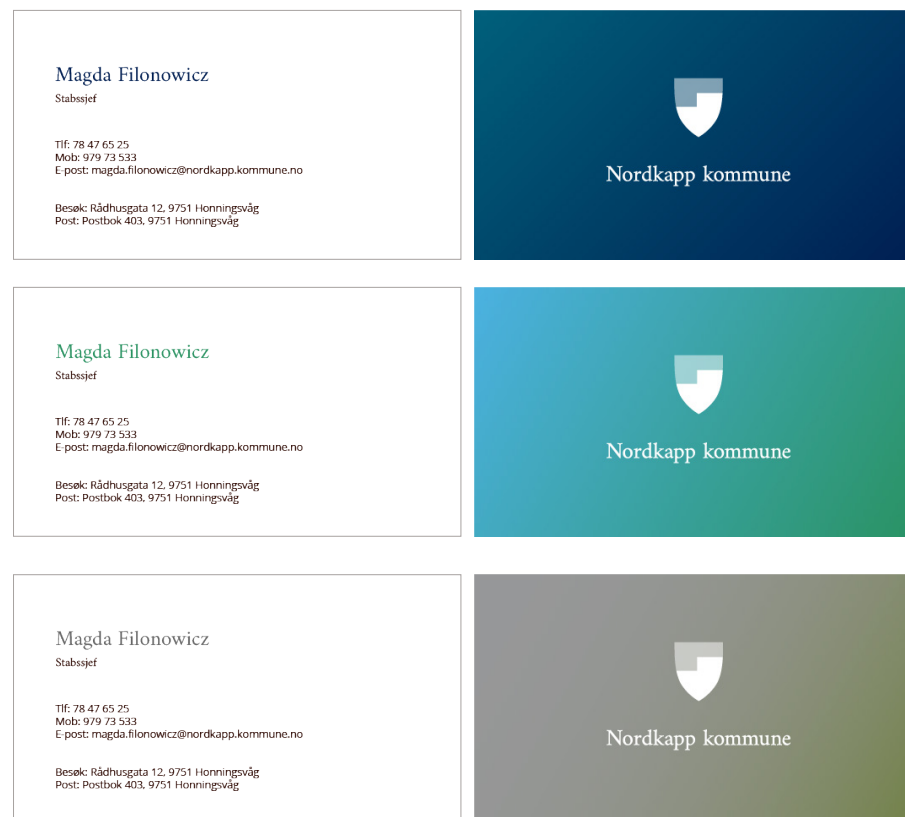 Magda Filonowicz
Stabssjef
Tlf: 78 47 65 25
Mob: 979 73 533
E-post: magda.filonowicz@nordkapp.kommune.no
Besøk: Rådhusgata 12, 9751 Honningsvåg
Post: Postbok 403, 9751 Honningsvåg
Nordkapp kommune
Magda Filonowicz
Stabssjef
Tlf: 78 47 65 25
Mob: 979 73 533
E-post: magda.filonowicz@nordkapp.kommune.no
Besøk: Rådhusgata 12, 9751 Honningsvåg
Post: Postbok 403, 9751 Honningsvåg
Nordkapp kommune
Magda Filonowicz
Stabssjef
Tlf: 78 47 65 25
Mob: 979 73 533
E-post: magda.filonowicz@nordkapp.kommune.no
Besøk: Rådhusgata 12, 9751 Honningsvåg
Post: Postbok 403, 9751 Honningsvåg
Nordkapp kommune